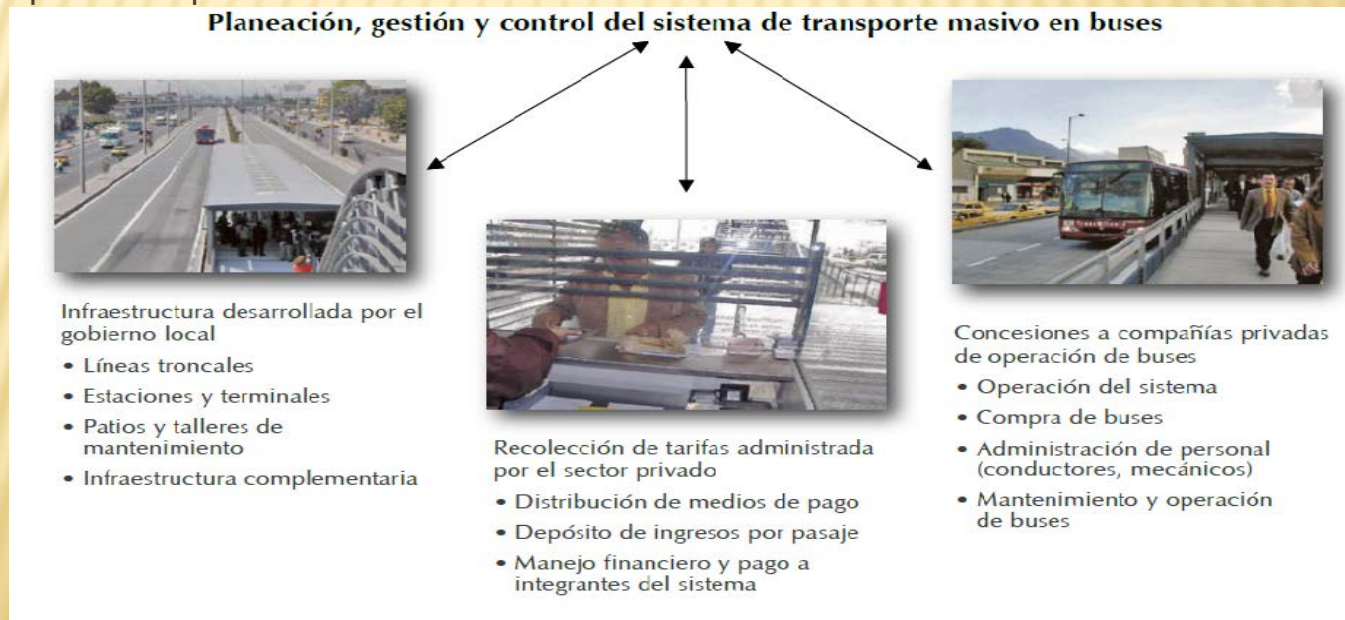 Planeación, gestión y control del sistema de transporte masivo en buses
Infraestructura desarrollada por el
gobierno local
• Líneas troncales
• Estaciones y terminales
• Patios y talleres de
mantenimiento
• Infraestructura complementaria
Recolección de tarifas administrada
por el sector privado
• Distribución de medios de pago
• Depósito de ingresos por pasaje
• Manejo financiero y pago a
integrantes del sistema
Concesiones a compañías privadas
de operación de buses
• Operación del sistema
• Compra de buses
• Administración de personal
(conductores, mecánicos)
• Mantenimiento y operación
de buses